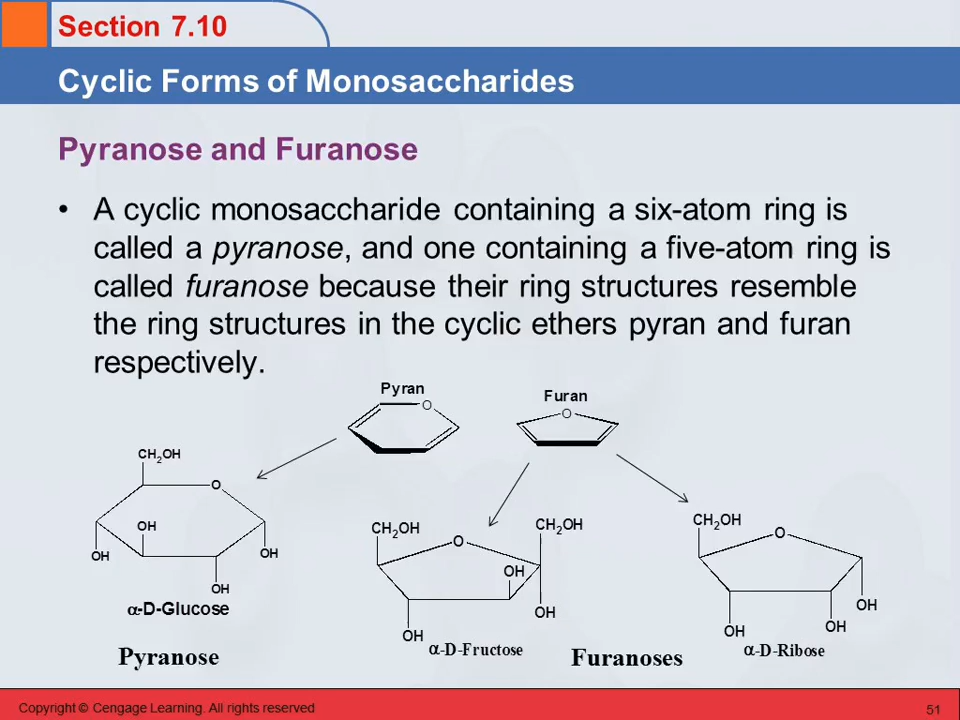 Section 7.10
Cyclic Forms of Monosaccharides
Pyranose and Furanose
• A cyclic monosaccharide containing a six-atom ring is
called a pyranose, and one containing a five-atom ring is
called furanose because their ring structures resemble
the ring structures in the cyclic ethers pyran and furan
respectively.
Pyran
O
Furan
O
CH2OH
O
OH
OH
OH
OH
α-D-Glucose
Pyranose
CH2OH
O
CH2OH
OH
OH
OH
α-D-Fructose
Furanoses
CH2OH
O
OH
OH
OH
α-D-Ribose
Copyright © Cengage Learning. All rights reserved
51